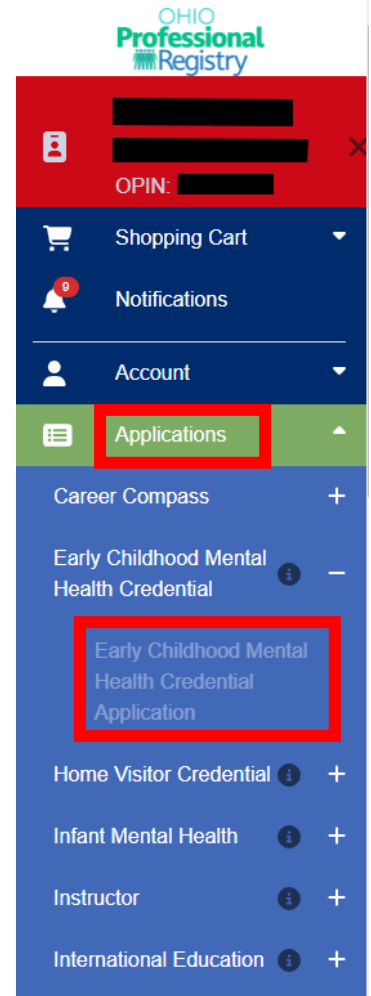 OHIO
Professional
Registry
OPIN:
Shopping Cart
9
Notifications
Account
Applications
Career Compass
Early Childhood Mental
Health Credential
Early Childhood Mental
Health Credential
Application
Home Visitor Credential
Infant Mental Health
Instructor
International Education